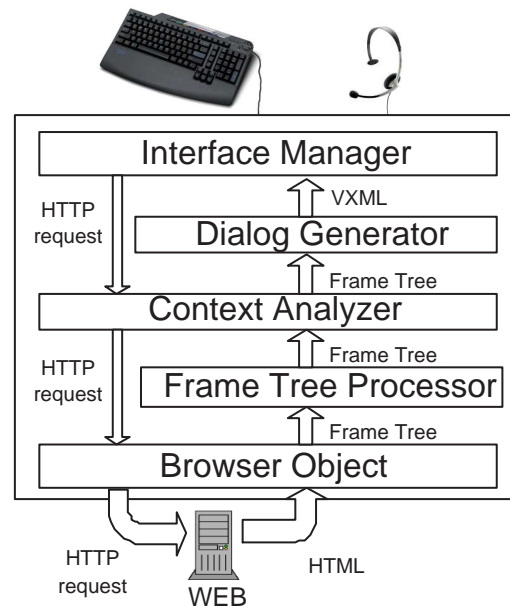 Interface Manager
HTTP
request
VXML
Dialog Generator
Frame Tree
Context Analyzer
HTTP
request
Frame Tree
Frame Tree Processor
Frame Tree
Browser Object
HTTP
request
WEB
HTML